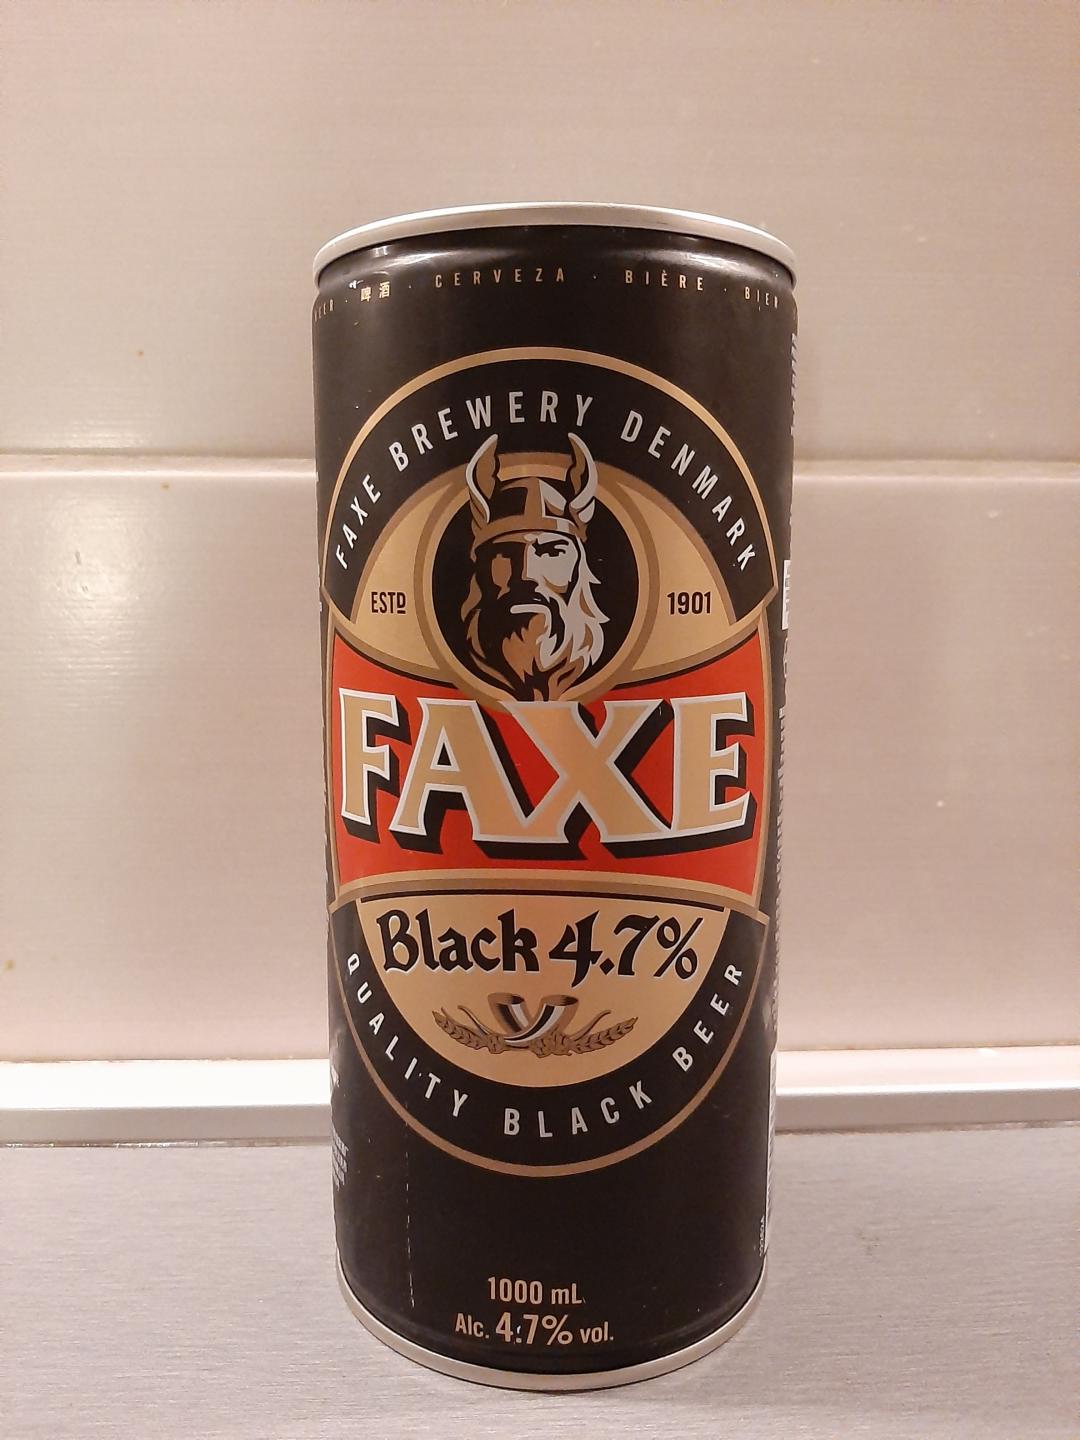 啤酒 · CERVEZA · BIÈRE · BIER
FAXE BREWERY DENMARK
ESTD 1901
FAXE
Black 4.7%
QUALITY BLACK BEER
1000 mL
Alc. 4.7% vol.